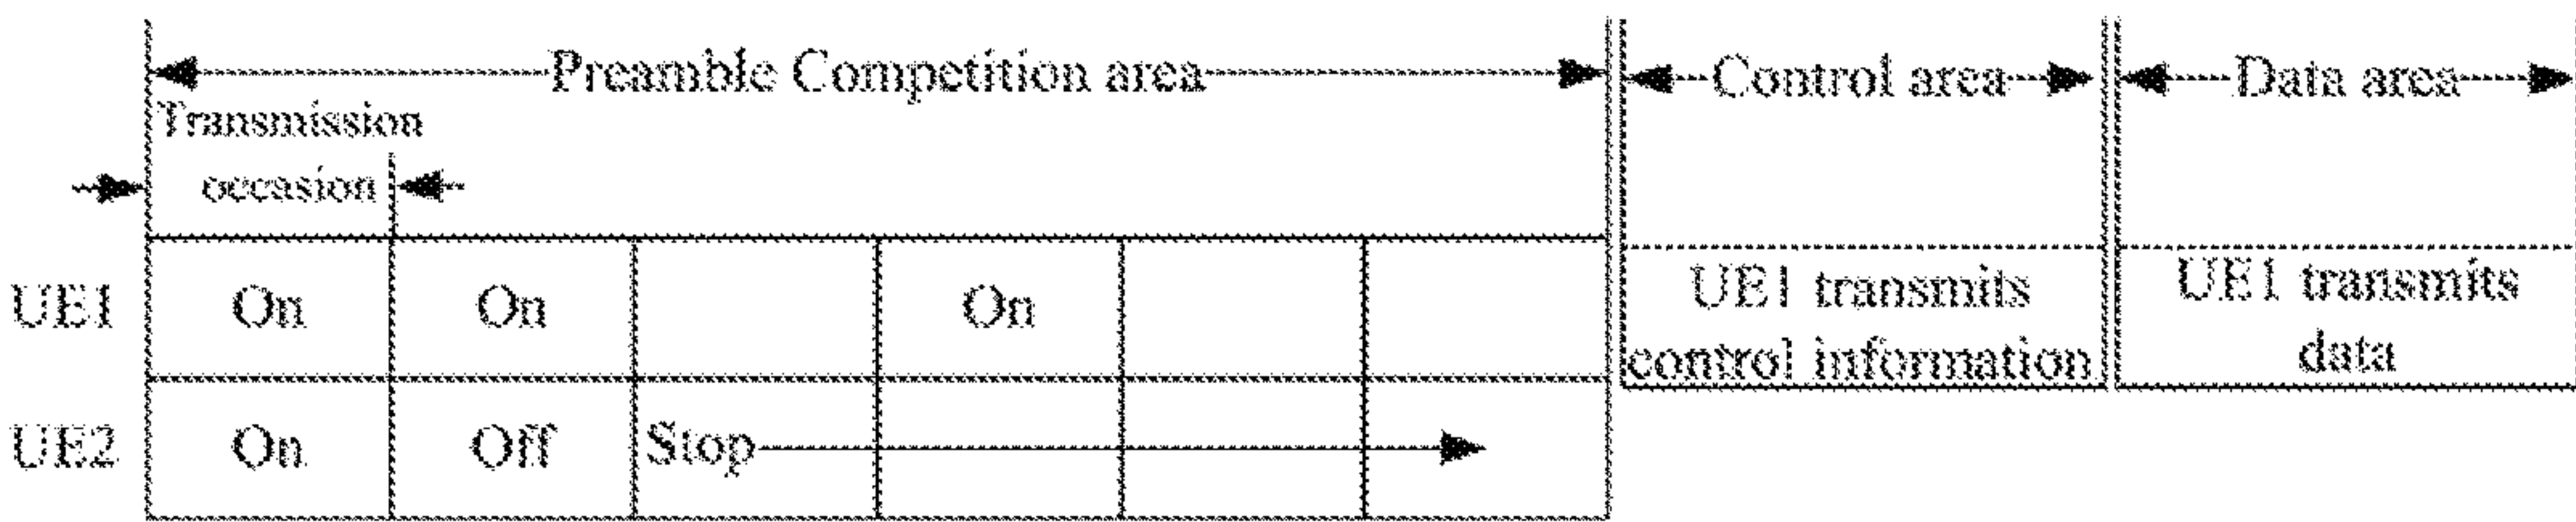 Preamble Competition area
Control area
Data area
Transmission
occasion
UE1 On On On
UE1 transmits
control information
UE1 transmits
data
UE2 On Off Stop